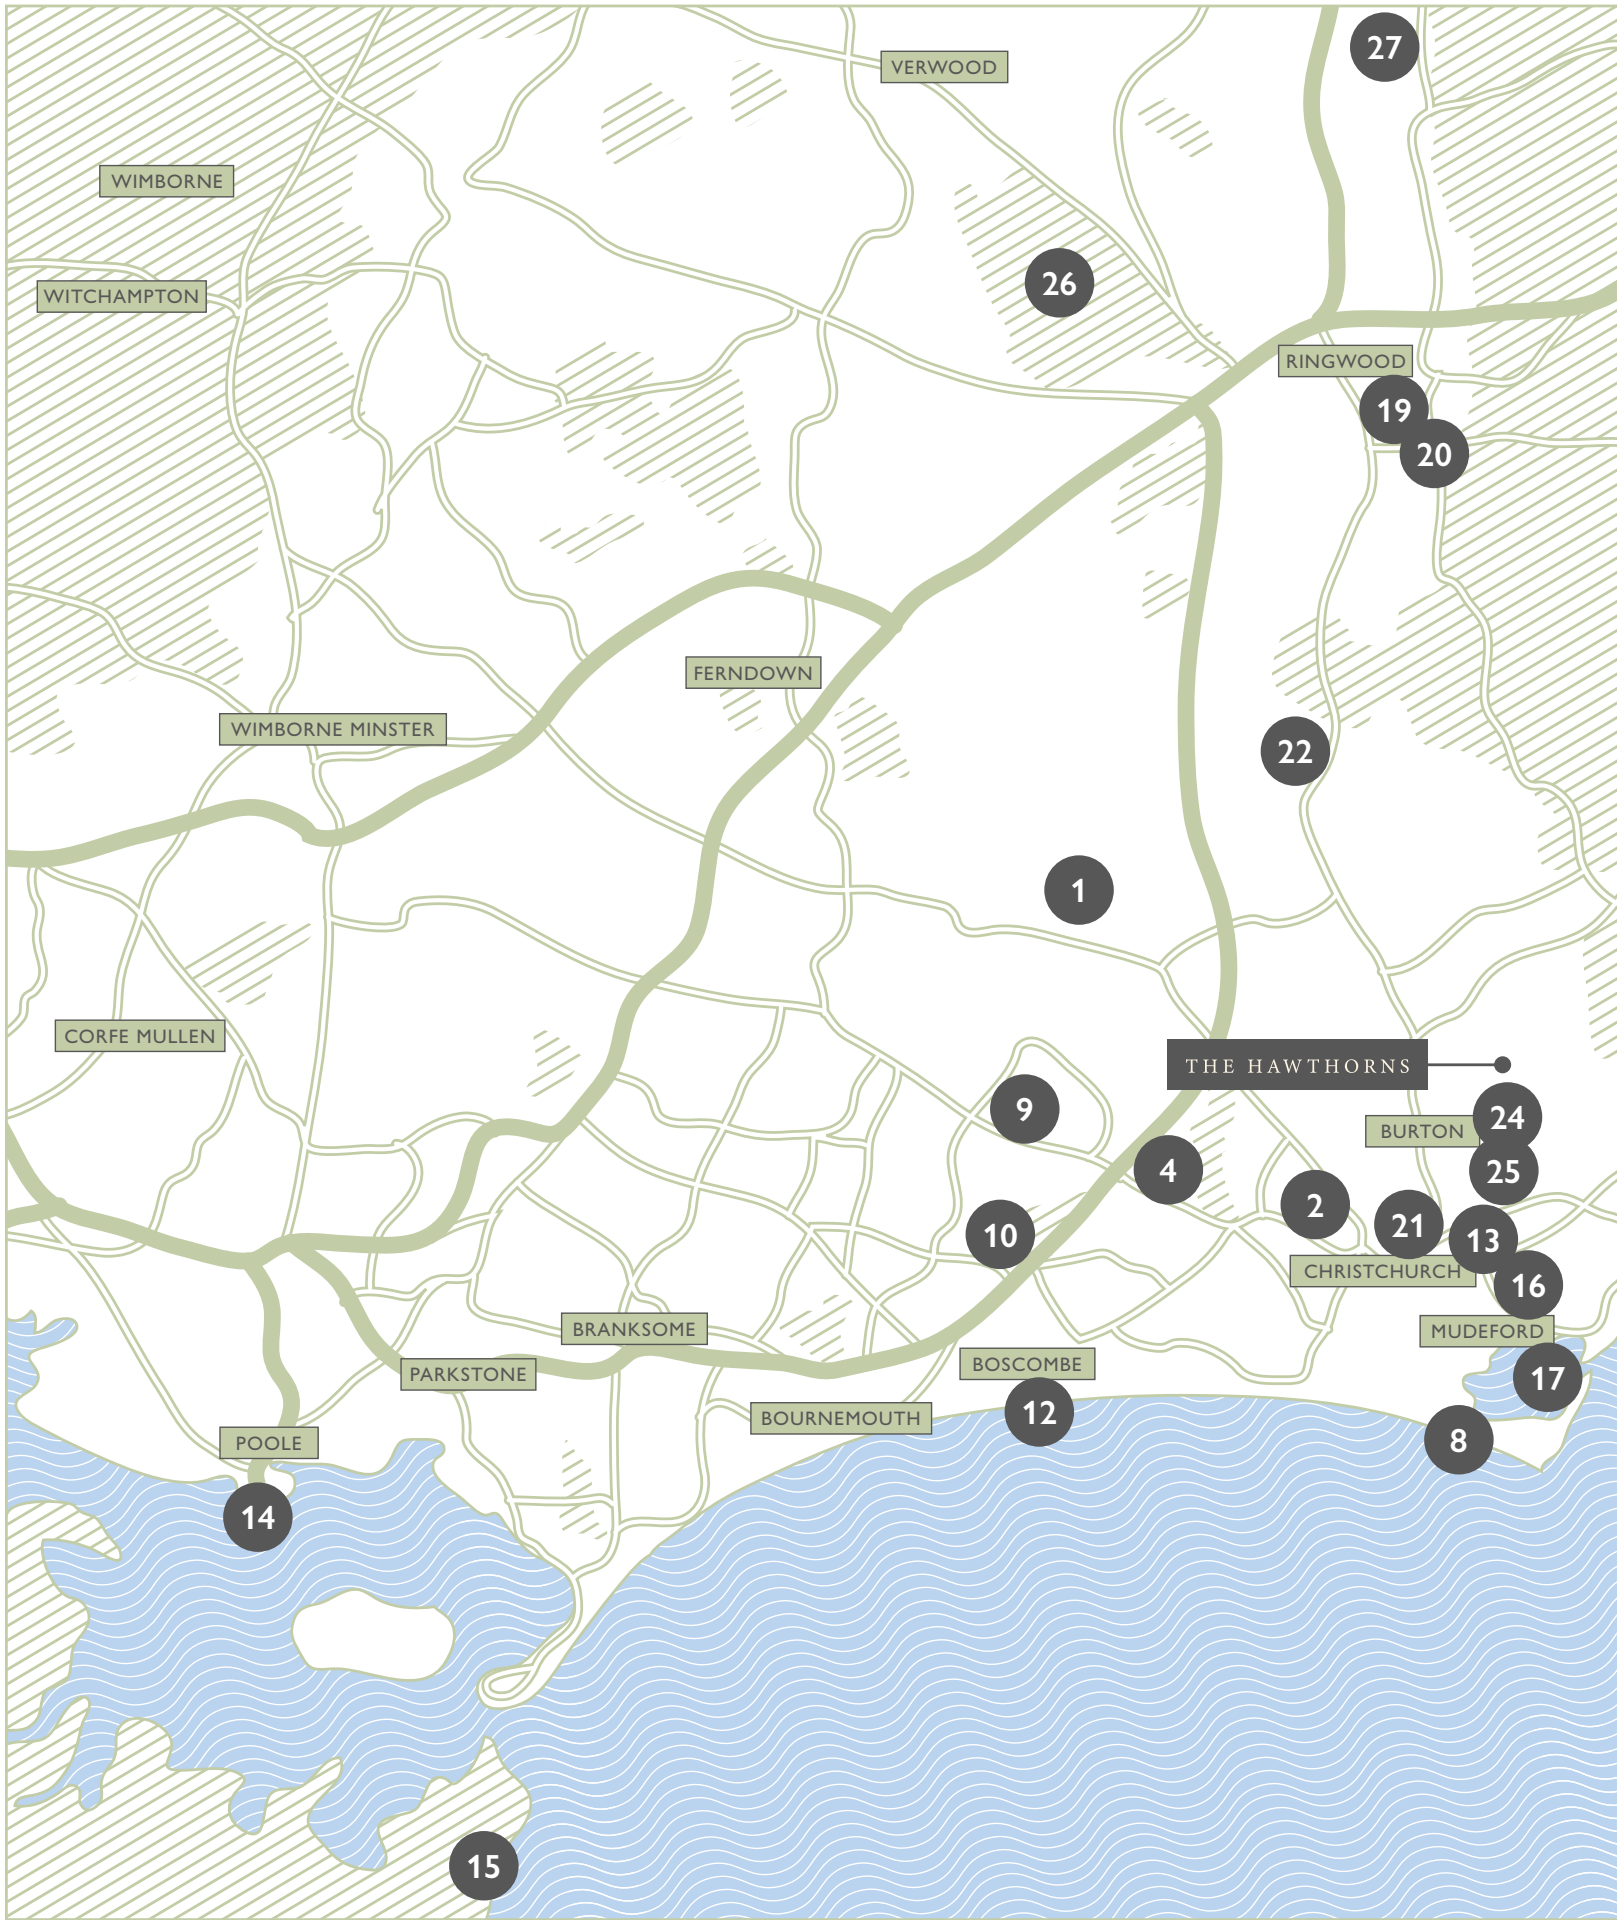 27
VERWOOD
WIMBORNE
26
WITCHAMPTON
RINGWOOD
19
20
FERNDOWN
WIMBORNE MINSTER
22
1
CORFE MULLEN
THE HAWTHORNS
9
24
BURTON
4
25
2
21
10
13
CHRISTCHURCH
16
BRANKSOME
MUDEFORD
BOSCOMBE
PARKSTONE
17
12
BOURNEMOUTH
8
POOLE
14
15